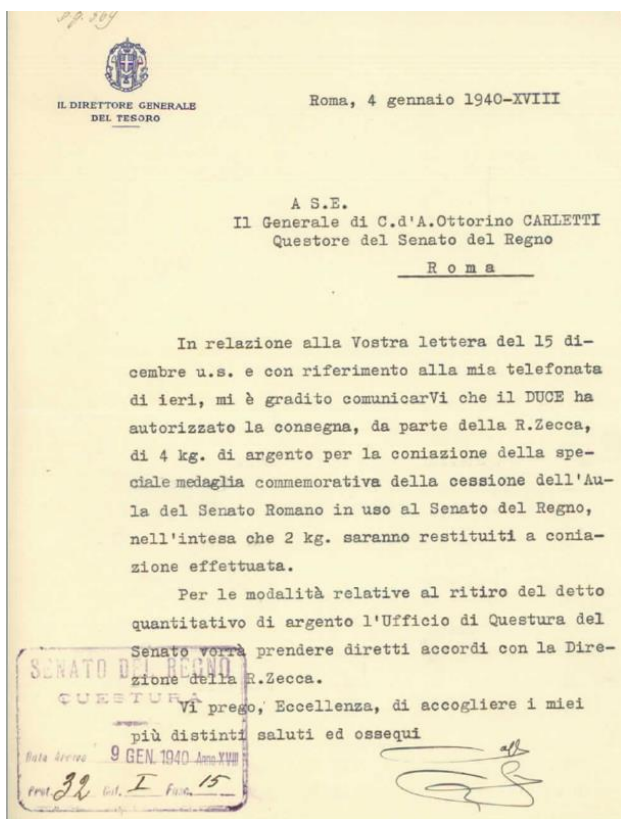 IL DIRETTORE GENERALE
DEL TESORO
Roma, 4 gennaio 1940-XVIII
A S.E.
Il Generale di C.d'A.Ottorino CARLETTI
Questore del Senato del Regno
Roma
In relazione alla Vostra lettera del 15 di-
cembre u.s. e con riferimento alla mia telefonata
di ieri, mi è gradito comunicarVi che il DUCE ha
autorizzato la consegna, da parte della R.Zecca,
di 4 kg. di argento per la coniazione della spe-
ciale medaglia commemorativa della cessione dell'Au-
la del Senato Romano in uso al Senato del Regno,
nell'intesa che 2 kg. saranno restituiti a conia-
zione effettuata.
Per le modalità relative al ritiro del detto
quantitativo di argento l'Ufficio di Questura del
Senato vorrà prendere diretti accordi con la Dire-
zione della R.Zecca.
Vi prego, Eccellenza, di accogliere i miei
più distinti saluti ed ossequi
SENATO DEL REGNO
QUESTURA
Data Arrivo 9 GEN. 1940 Anno XVIII
Prot. 32 Cat. I Fasc. 15